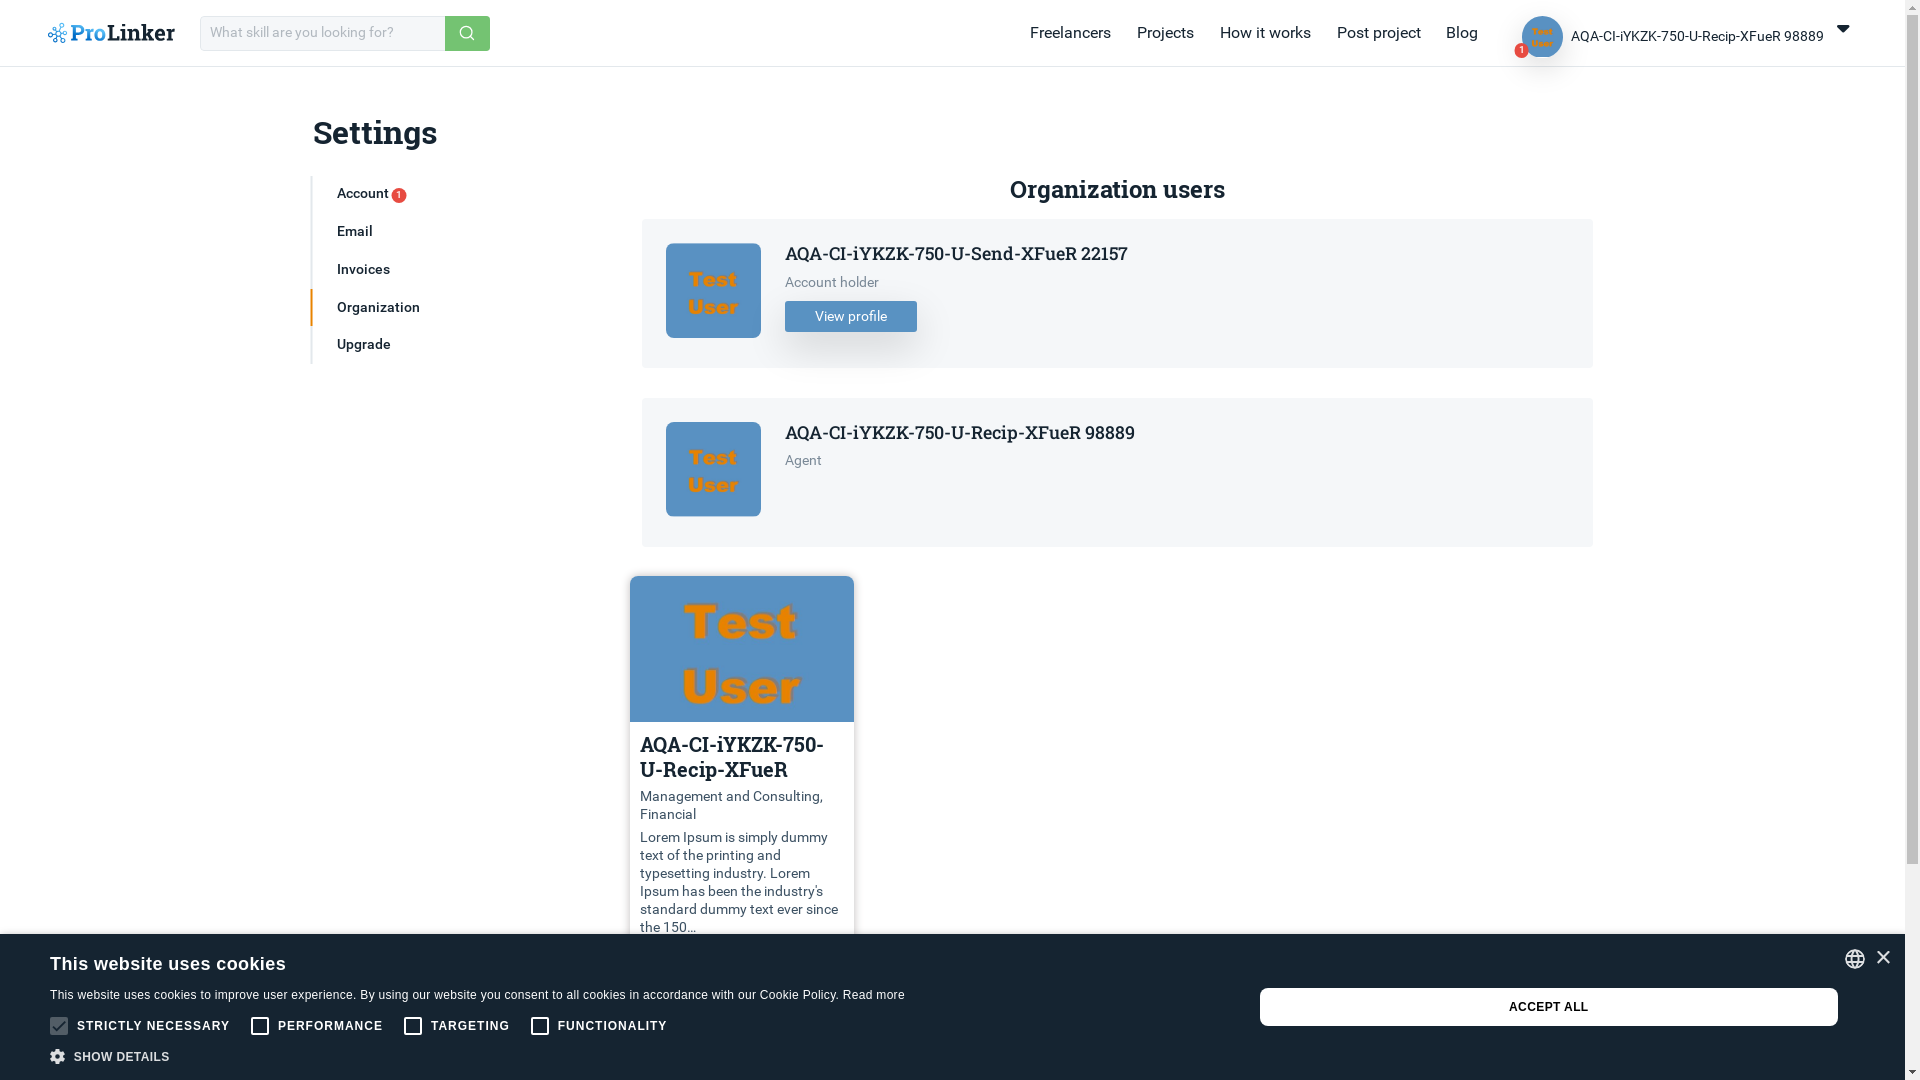 ProLinker
What skill are you looking for?
Freelancers
Projects
How it works
Post project
Blog
Test
User
1
AQA-CI-iYKZK-750-U-Recip-XFueR 98889
Settings
Account 1
Email
Invoices
Organization
Upgrade
Organization users
Test
User
AQA-CI-iYKZK-750-U-Send-XFueR 22157
Account holder
View profile
Test
User
AQA-CI-iYKZK-750-U-Recip-XFueR 98889
Agent
Test
User
AQA-CI-iYKZK-750-
U-Recip-XFueR
Management and Consulting,
Financial
Lorem Ipsum is simply dummy
text of the printing and
typesetting industry. Lorem
Ipsum has been the industry's
standard dummy text ever since
the 150...
This website uses cookies
This website uses cookies to improve user experience. By using our website you consent to all cookies in accordance with our Cookie Policy. Read more
STRICTLY NECESSARY
PERFORMANCE
TARGETING
FUNCTIONALITY
SHOW DETAILS
ACCEPT ALL
×